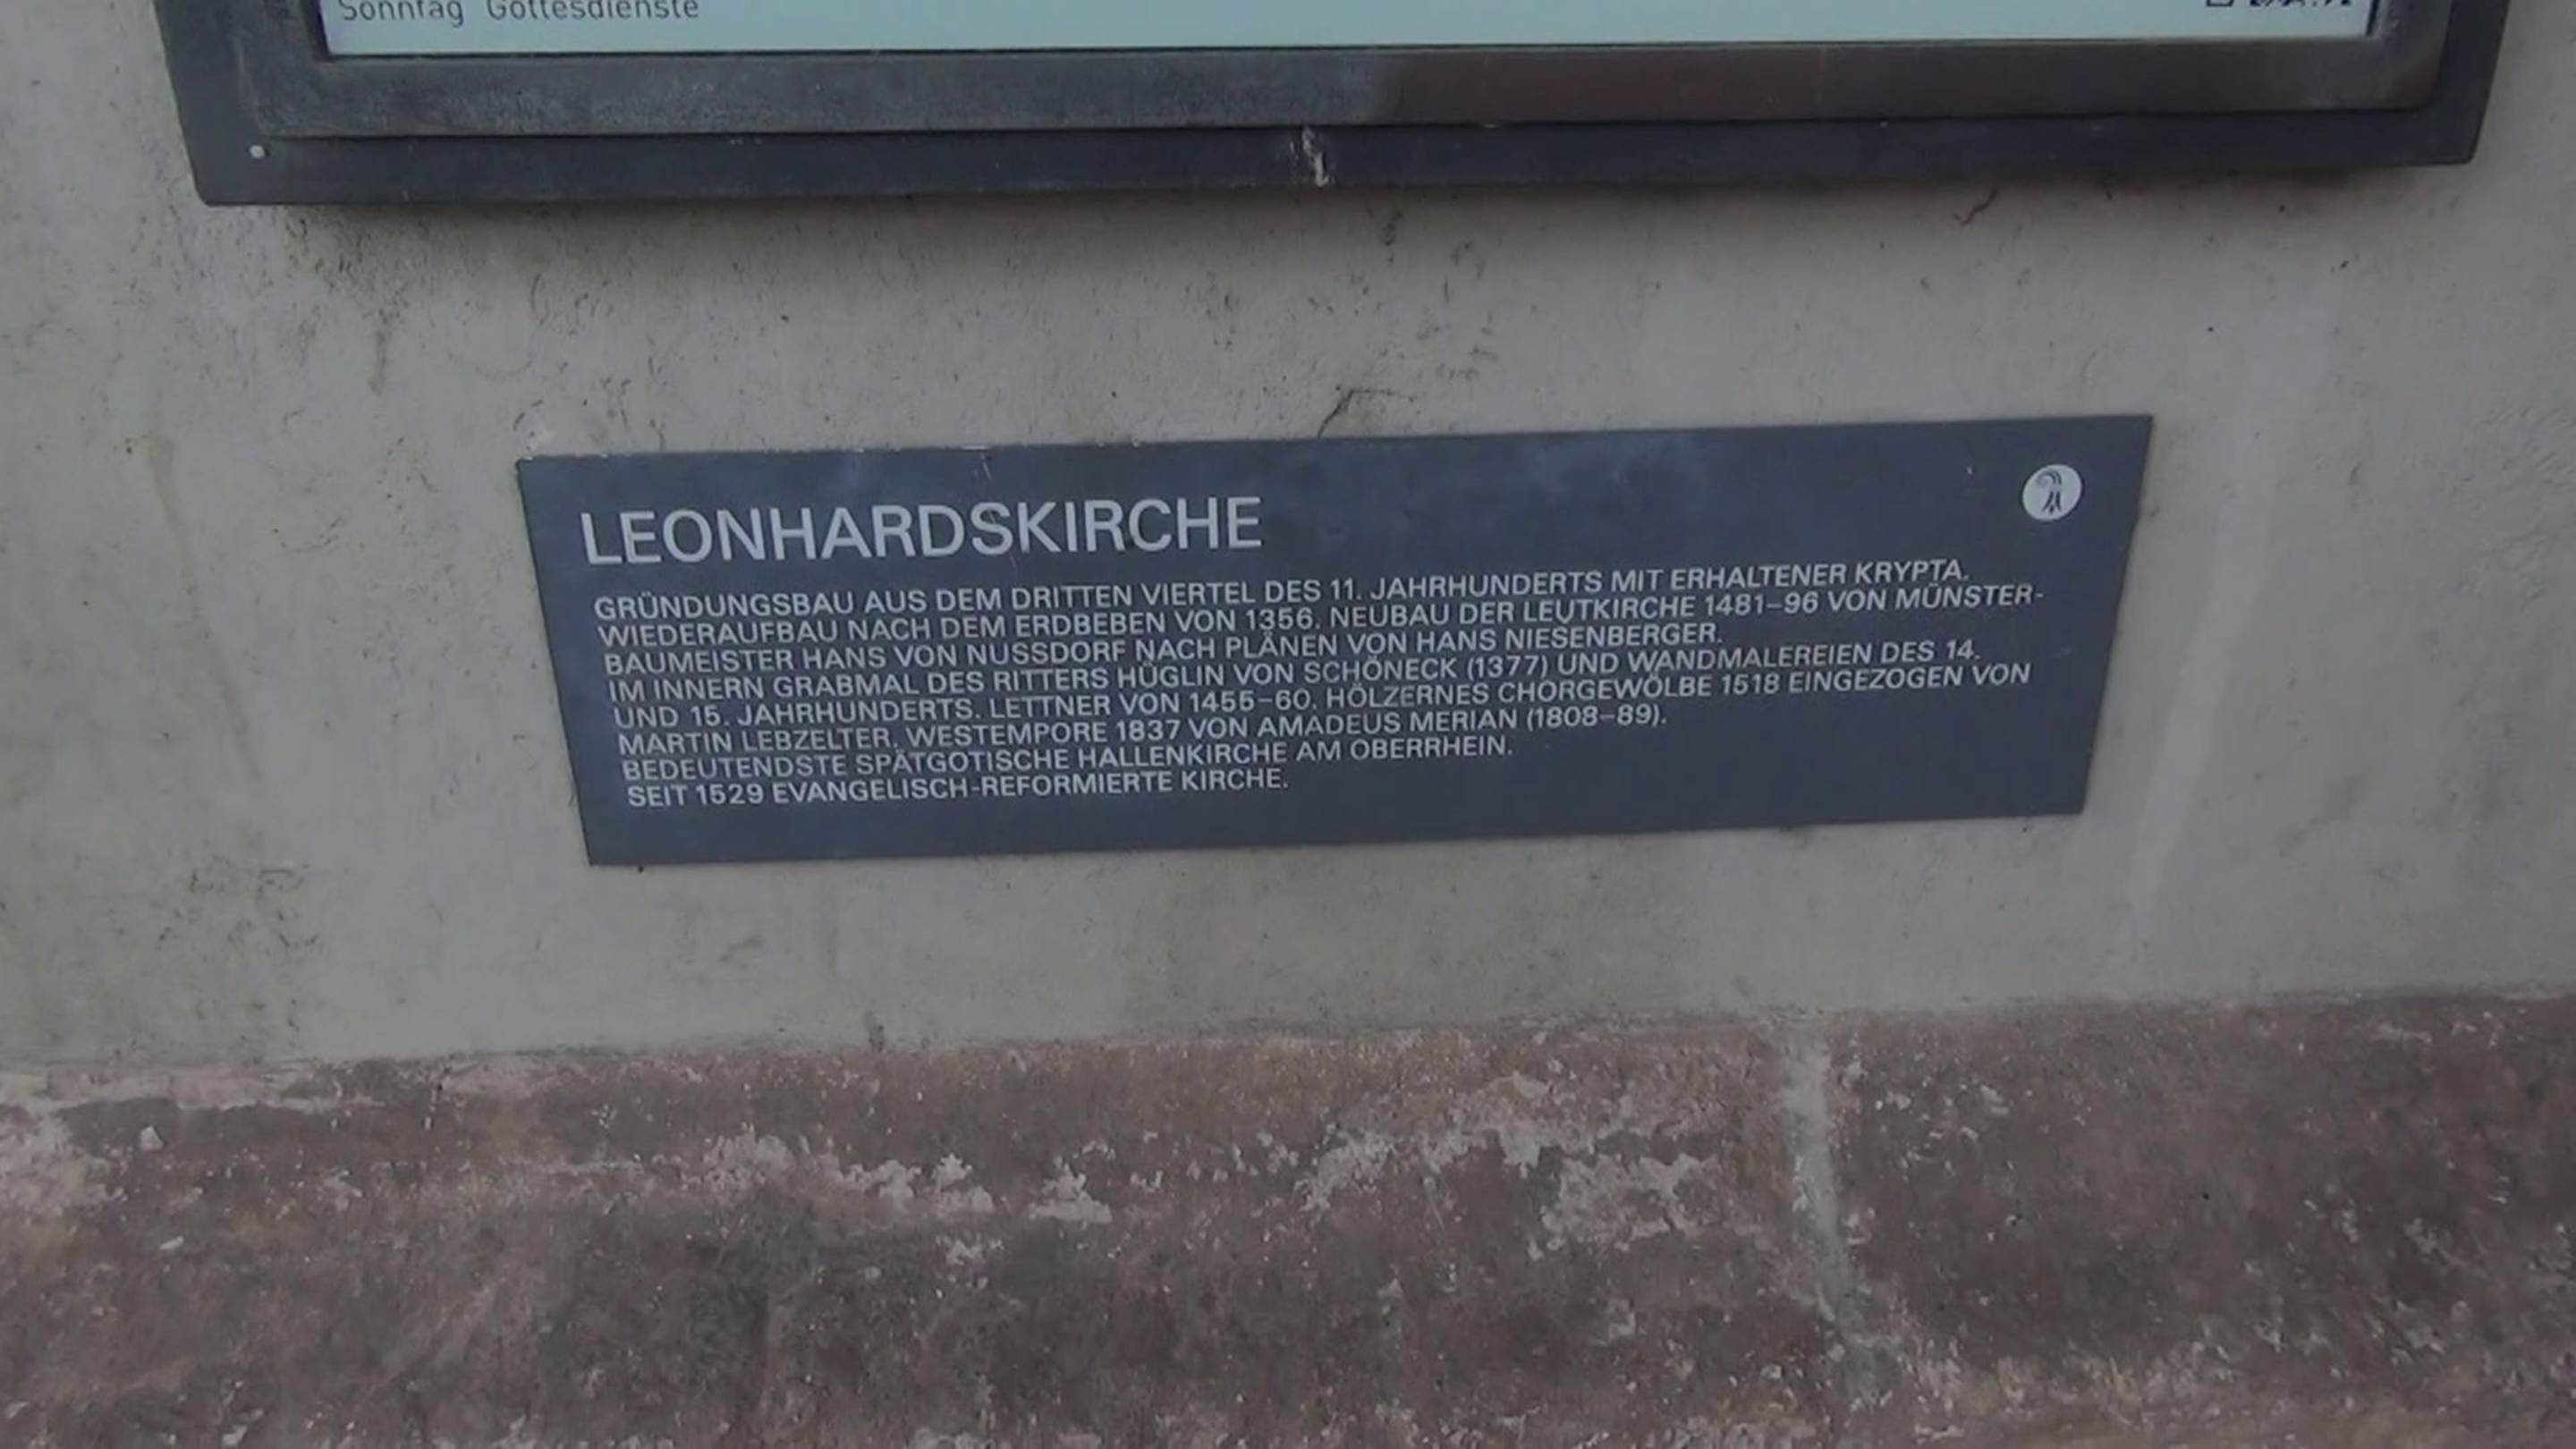 Sonntag Gottesdienste
LEONHARDSKIRCHE
GRÜNDUNGSBAU AUS DEM DRITTEN VIERTEL DES 11. JAHRHUNDERTS MIT ERHALTENER KRYPTA.
WIEDERAUFBAU NACH DEM ERDBEBEN VON 1356. NEUBAU DER LEUTKIRCHE 1481–96 VON MÜNSTER-
BAUMEISTER HANS VON NUSSDORF NACH PLÄNEN VON HANS NIESENBERGER.
IM INNERN GRABMAL DES RITTERS HÜGLIN VON SCHÖNECK (1377) UND WANDMALEREIEN DES 14.
UND 15. JAHRHUNDERTS. LETTNER VON 1455–60. HÖLZERNES CHORGEWÖLBE 1518 EINGEZOGEN VON
MARTIN LEBZELTER. WESTEMPORE 1837 VON AMADEUS MERIAN (1808–89).
BEDEUTENDSTE SPÄTGOTISCHE HALLENKIRCHE AM OBERRHEIN.
SEIT 1529 EVANGELISCH-REFORMIERTE KIRCHE.